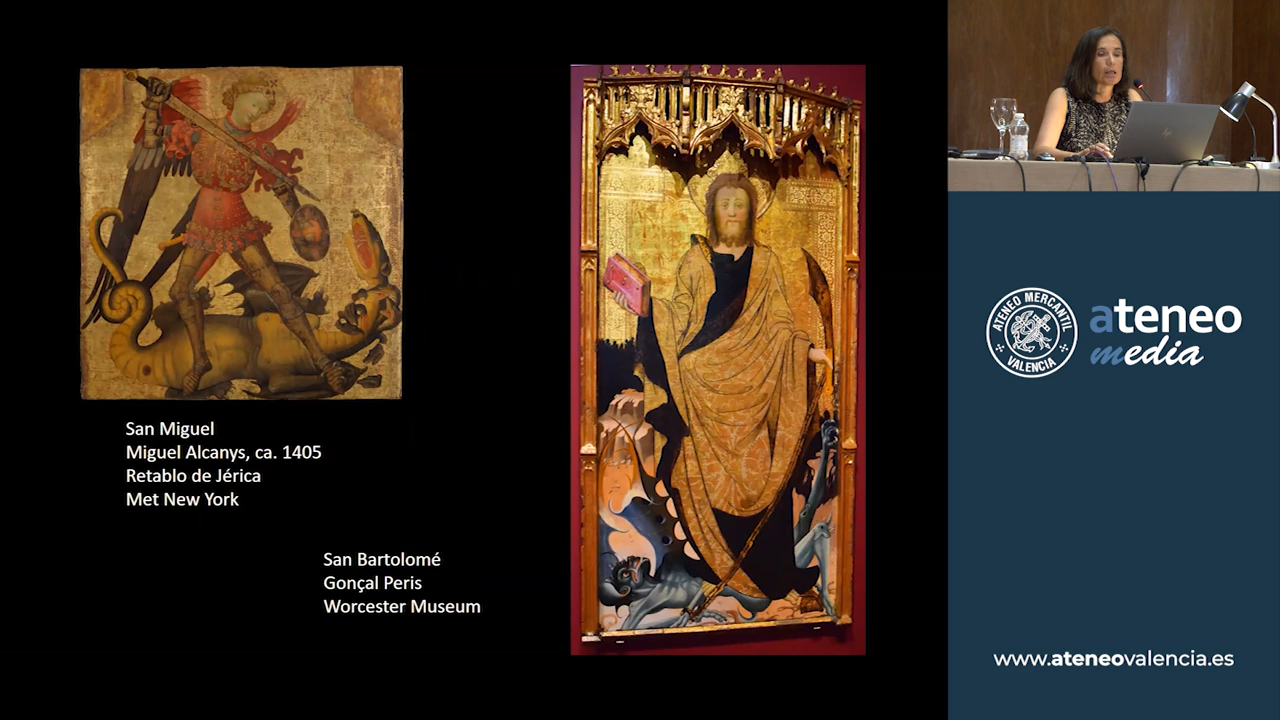 San Miguel
Miguel Alcanys, ca. 1405
Retablo de Jérica
Met New York
San Bartolomé
Gonçal Peris
Worcester Museum
ATENEO MERCANTIL
VALENCIA
ateneo
media
www.ateneovalencia.es